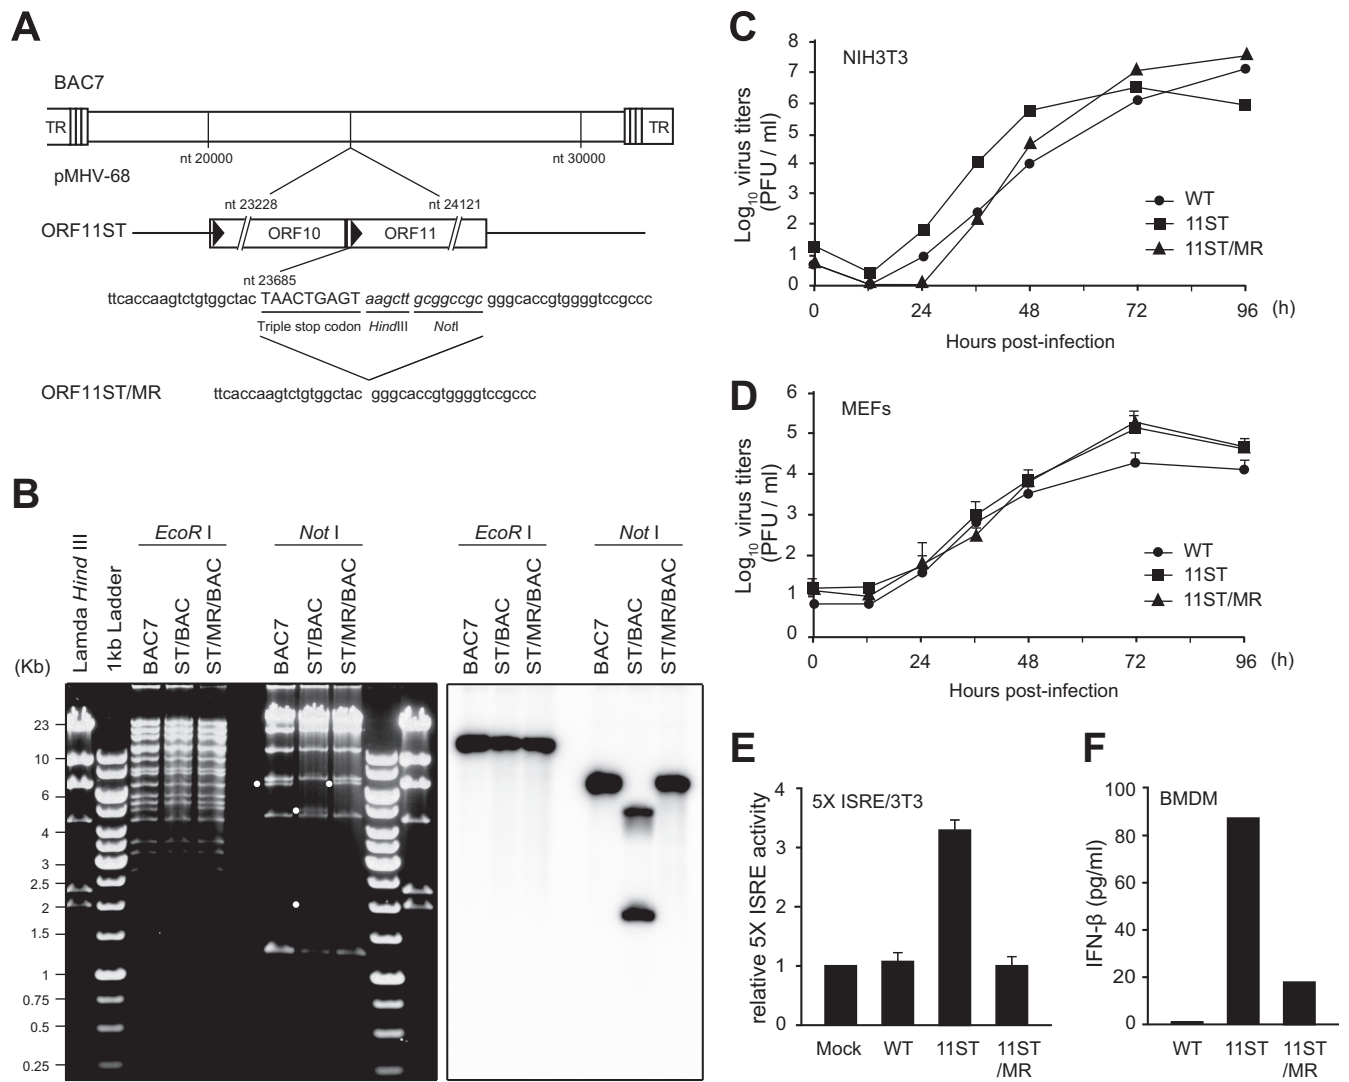 A
BAC7
TR
TR
nt 20000
nt 30000
pMHV-68
nt 23228
nt 24121
ORF11ST
ORF10
ORF11
nt 23685
ttcaccaagtctgtggctac TAACTGAGT aagctt gcggccgc gggcaccgtggggtccgccc
Triple stop codon HindIII NotI
ORF11ST/MR
ttcaccaagtctgtggctac gggcaccgtggggtccgccc
B
EcoR I
Not I
EcoR I
Not I
(Kb)
Lamda Hind III
1kb Ladder
BAC7
ST/BAC
ST/MR/BAC
BAC7
ST/BAC
ST/MR/BAC
BAC7
ST/BAC
ST/MR/BAC
BAC7
ST/BAC
ST/MR/BAC
23
10
6
4
3
2.5
2
1.5
1
0.75
0.5
0.25
C
NIH3T3
Log10 virus titers
(PFU / ml)
8
7
6
5
4
3
2
1
0
WT
11ST
11ST/MR
0 24 48 72 96 (h)
Hours post-infection
D
MEFs
Log10 virus titers
(PFU / ml)
6
5
4
3
2
1
0
WT
11ST
11ST/MR
0 24 48 72 96 (h)
Hours post-infection
E
5X ISRE/3T3
relative 5X ISRE activity
4
3
2
1
0
Mock WT 11ST 11ST
/MR
F
BMDM
IFN-β (pg/ml)
100
80
60
40
20
0
WT 11ST 11ST
/MR